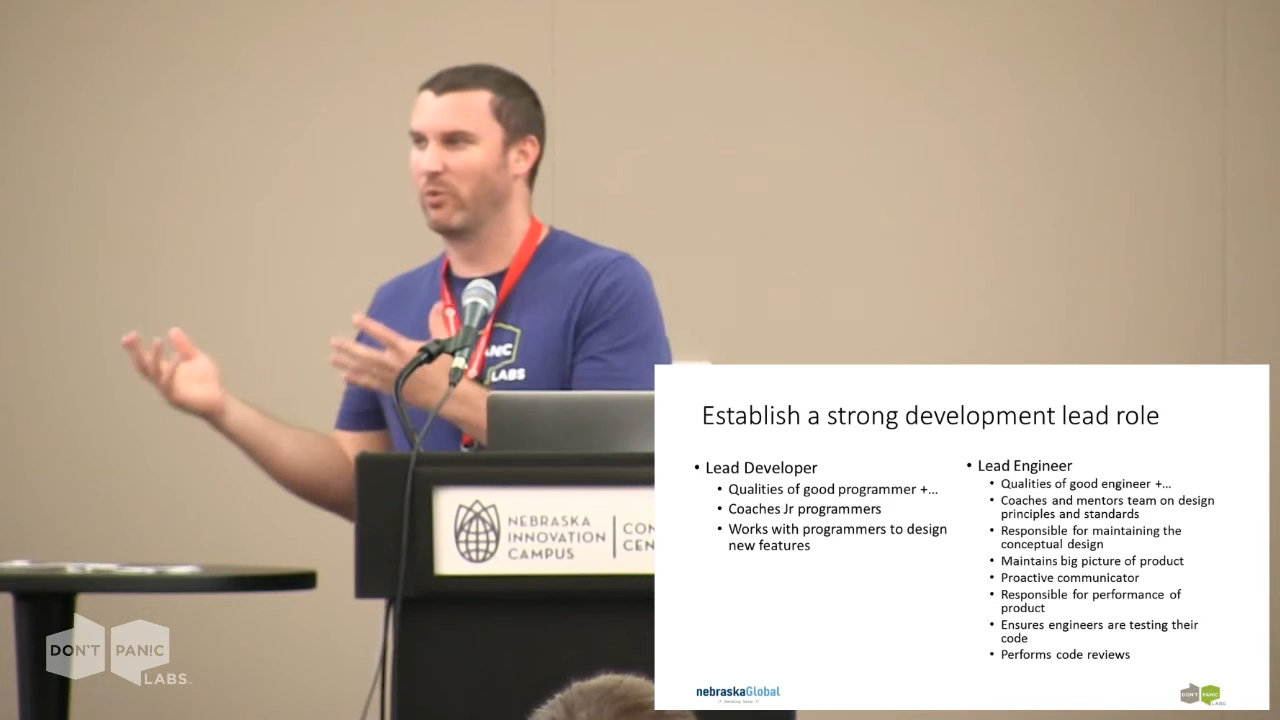 PANIC
LABS
NEBRASKA
INNOVATION
CAMPUS
CON
CEN
DON'T PAN!C
LABS
Establish a strong development lead role
• Lead Developer
• Qualities of good programmer +...
• Coaches Jr programmers
• Works with programmers to design
new features
• Lead Engineer
• Qualities of good engineer +...
• Coaches and mentors team on design
principles and standards
• Responsible for maintaining the
conceptual design
• Maintains big picture of product
• Proactive communicator
• Responsible for performance of
product
• Ensures engineers are testing their
code
• Performs code reviews
nebraskaGlobal
DON'T PANIC
LABS